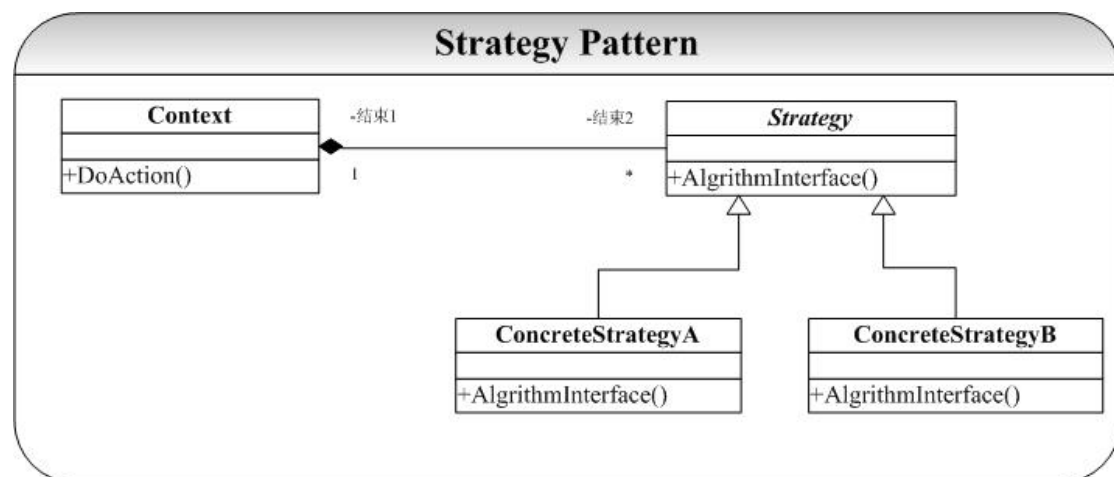 Strategy Pattern
Context
-结束1
-结束2
Strategy
+DoAction()
1
*
+AlgrithmInterface()
ConcreteStrategyA
ConcreteStrategyB
+AlgrithmInterface()
+AlgrithmInterface()